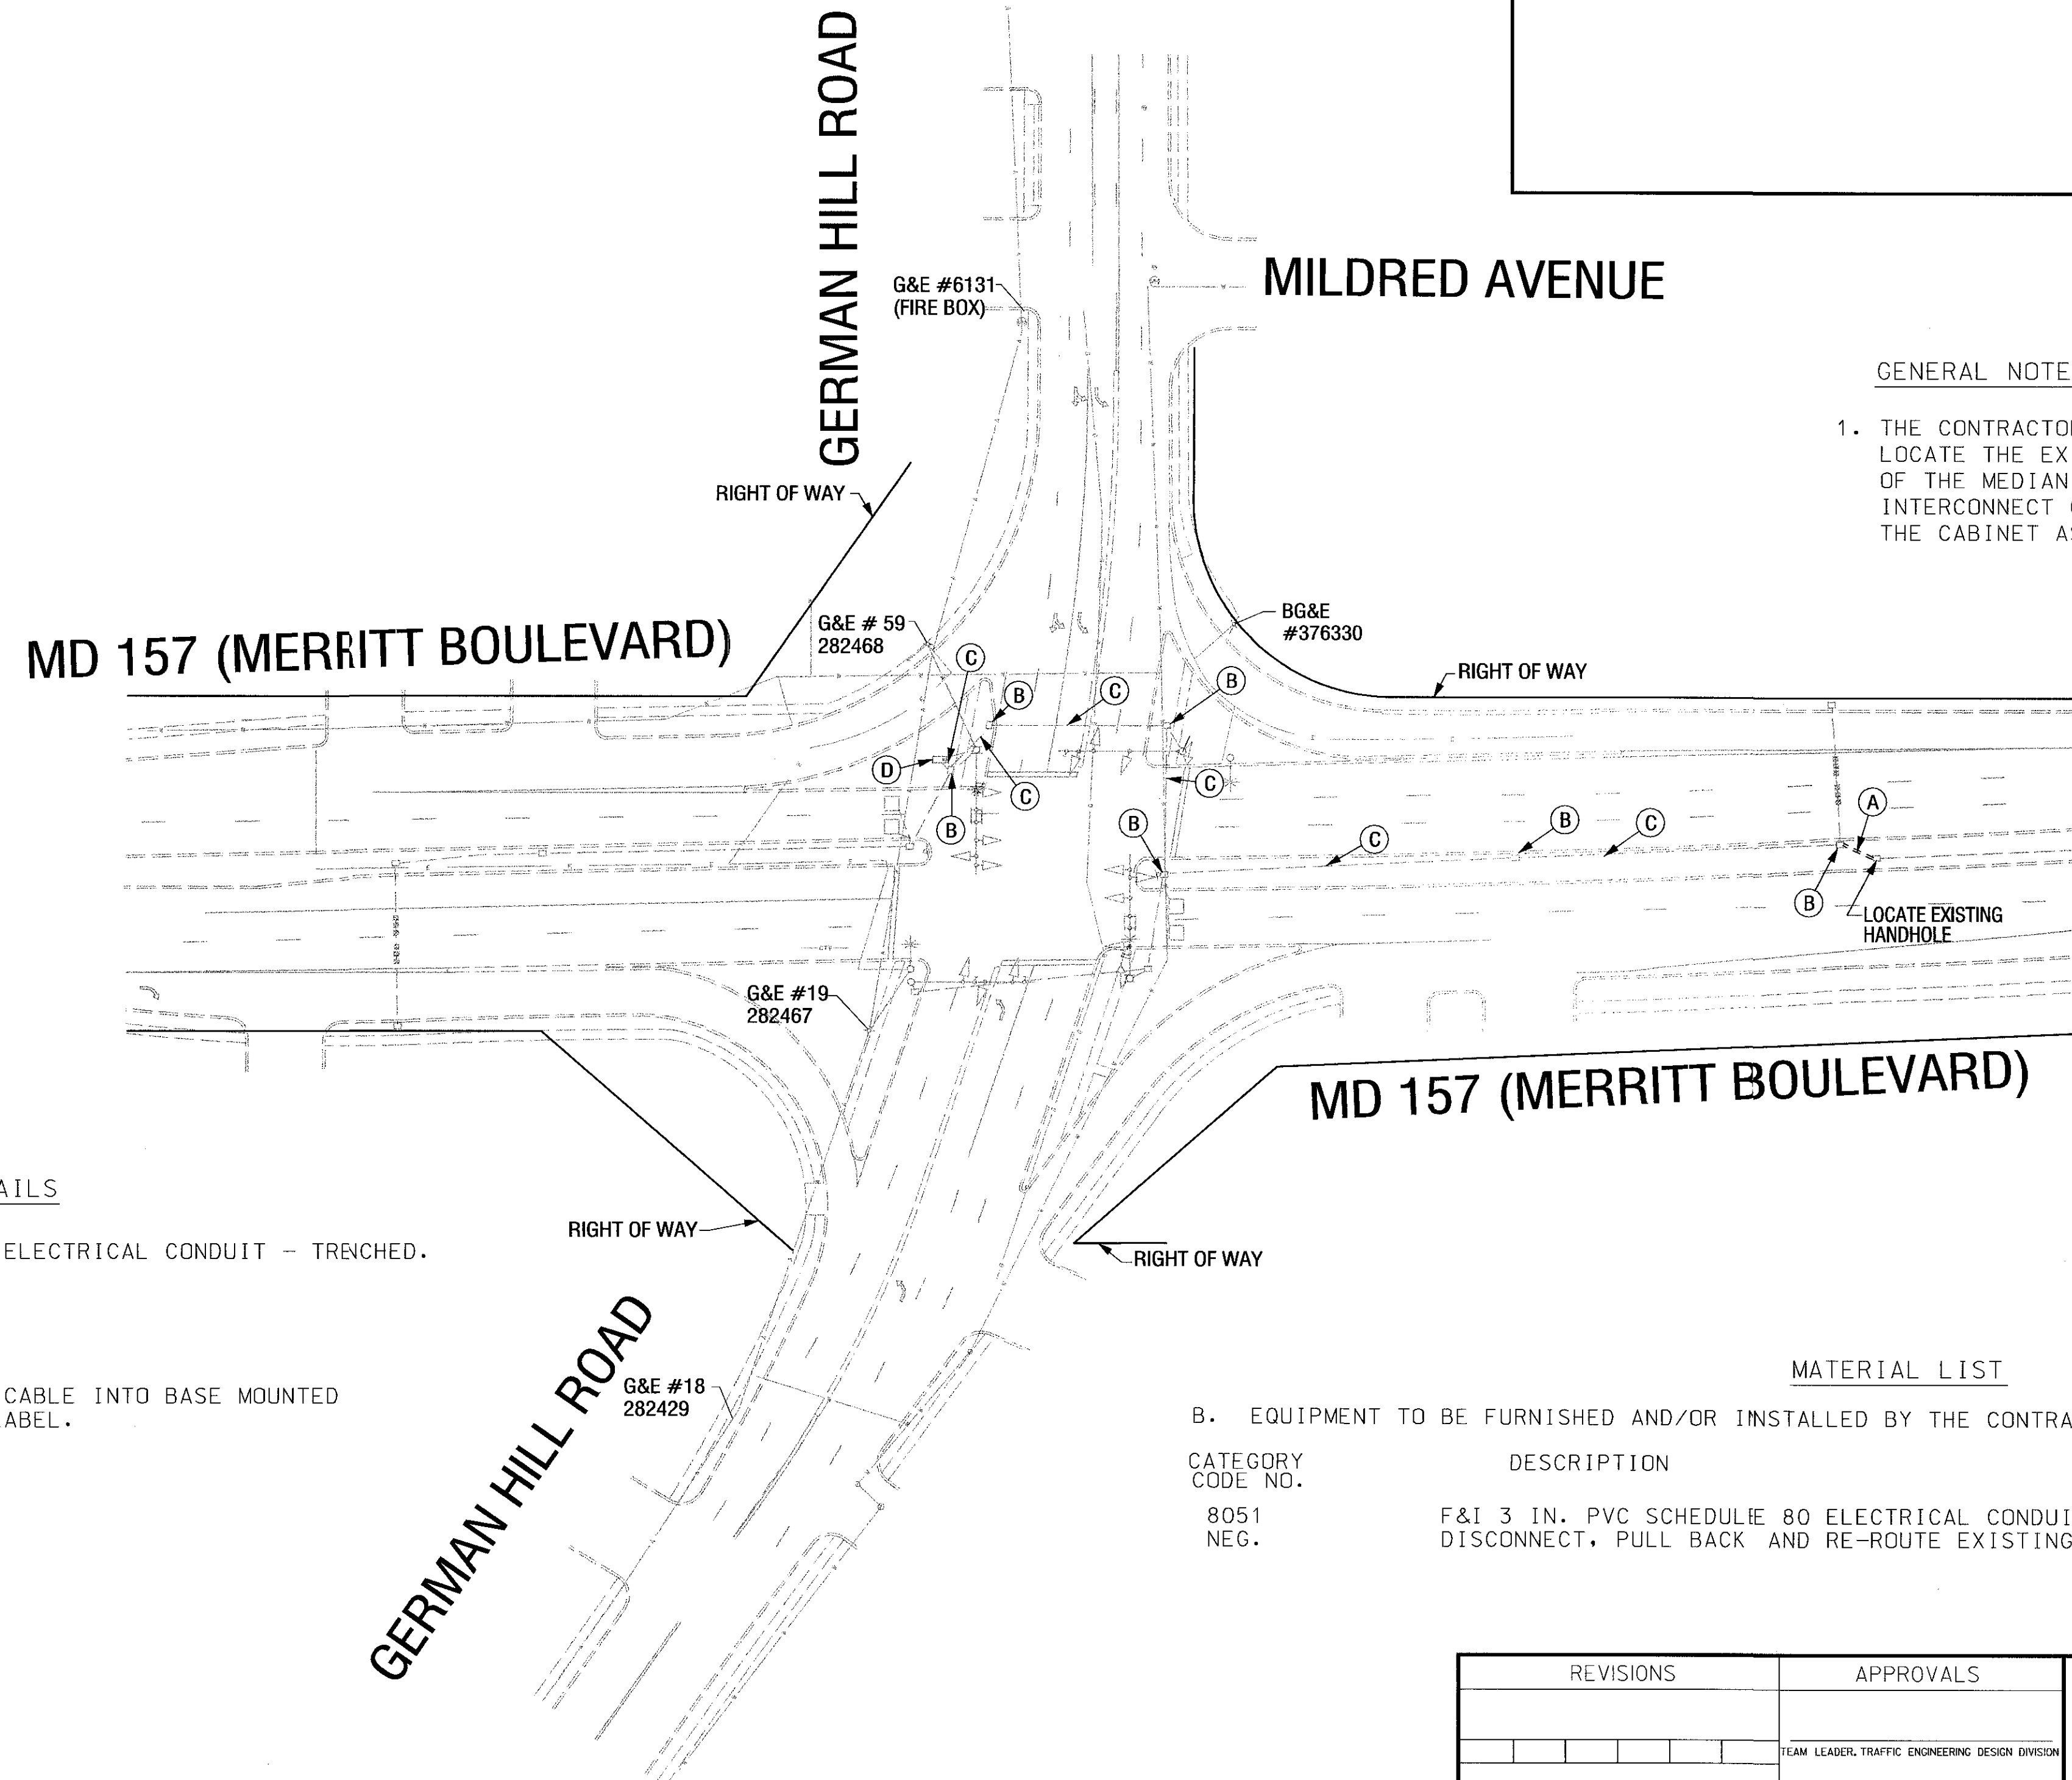 GERMAN HILL ROAD
MILDRED AVENUE
G&E #6131
(FIRE BOX)
GENERAL NOTE
1. THE CONTRACTO
LOCATE THE EX
OF THE MEDIAN
INTERCONNECT
THE CABINET A
RIGHT OF WAY
MD 157 (MERRITT BOULEVARD)
G&E # 59
282468
BG&E
#376330
RIGHT OF WAY
C
B
C
B
D
C
C
B
B
B
C
C
A
B
LOCATE EXISTING
HANDHOLE
G&E #19
282467
MD 157 (MERRITT BOULEVARD)
AILS
ELECTRICAL CONDUIT - TRENCHED.
RIGHT OF WAY
RIGHT OF WAY
CABLE INTO BASE MOUNTED
ABEL.
GERMAN HILL ROAD
G&E #18
282429
MATERIAL LIST
B. EQUIPMENT TO BE FURNISHED AND/OR INSTALLED BY THE CONTRA
CATEGORY
CODE NO.
DESCRIPTION
8051 F&I 3 IN. PVC SCHEDULE 80 ELECTRICAL CONDUI
NEG. DISCONNECT, PULL BACK AND RE-ROUTE EXISTING
REVISIONS
APPROVALS
TEAM LEADER, TRAFFIC ENGINEERING DESIGN DIVISION